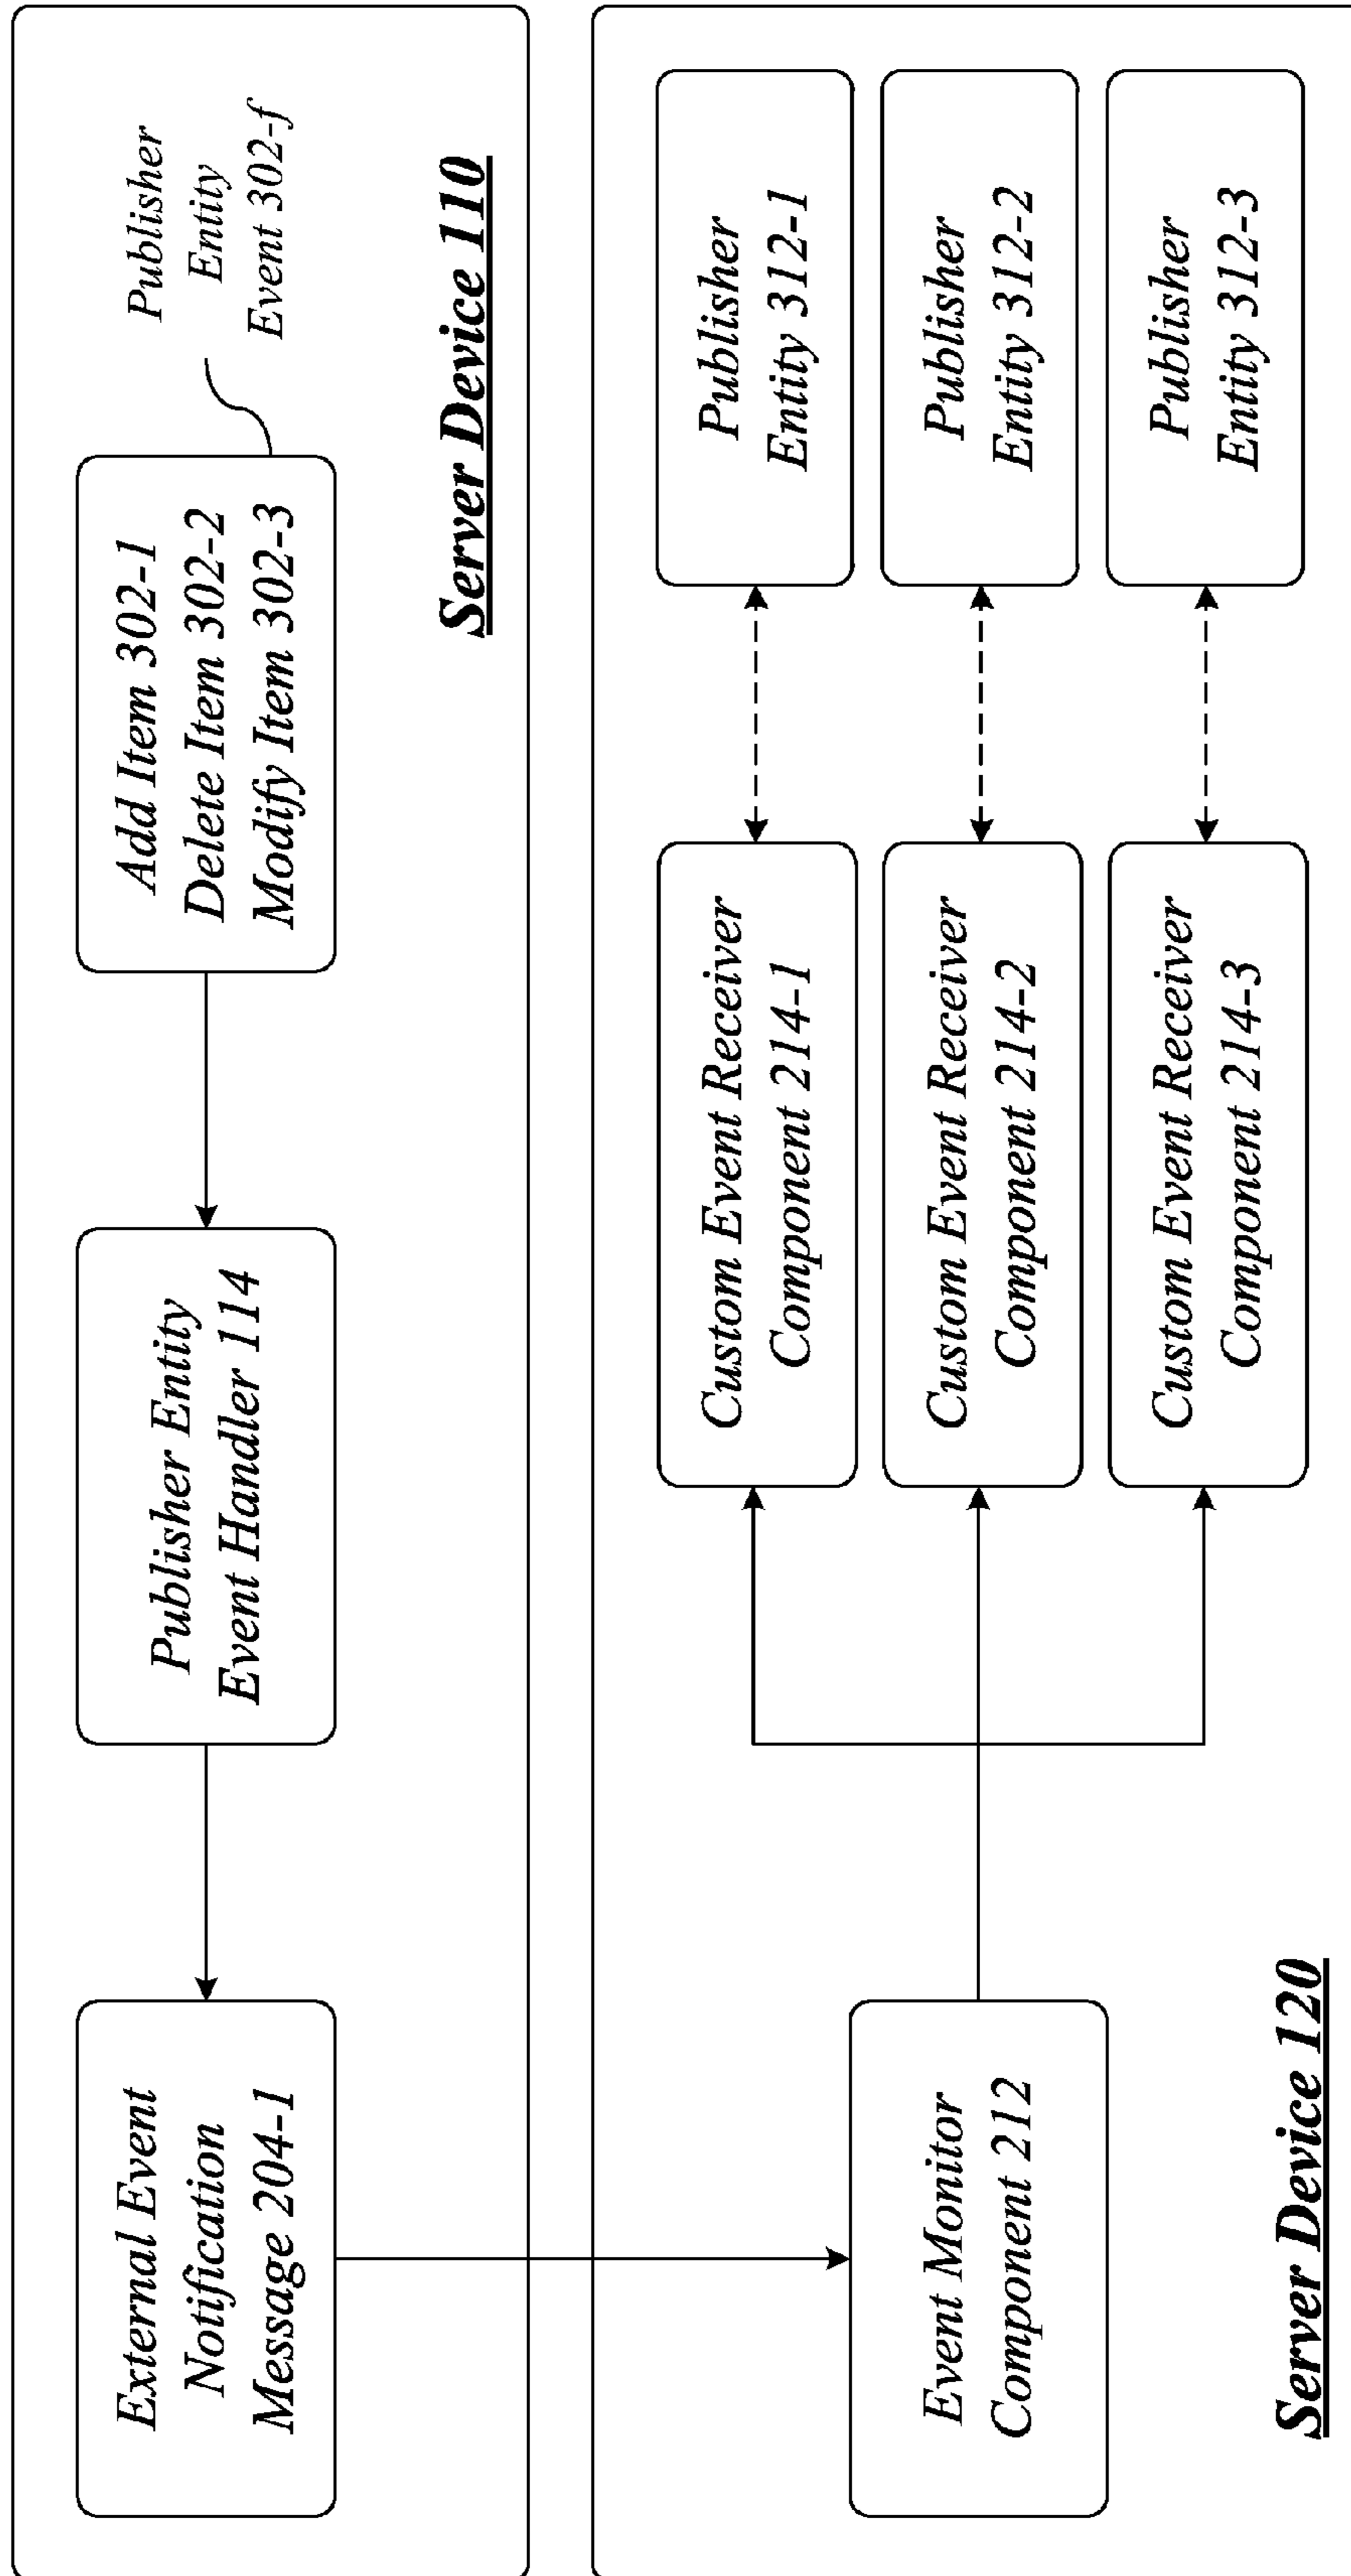 External Event
Notification
Message 204-1
Publisher Entity
Event Handler 114
Add Item 302-1
Delete Item 302-2
Modify Item 302-3
Publisher
Entity
Event 302-f
Server Device 110
Event Monitor
Component 212
Custom Event Receiver
Component 214-1
Publisher
Entity 312-1
Custom Event Receiver
Component 214-2
Publisher
Entity 312-2
Custom Event Receiver
Component 214-3
Publisher
Entity 312-3
Server Device 120